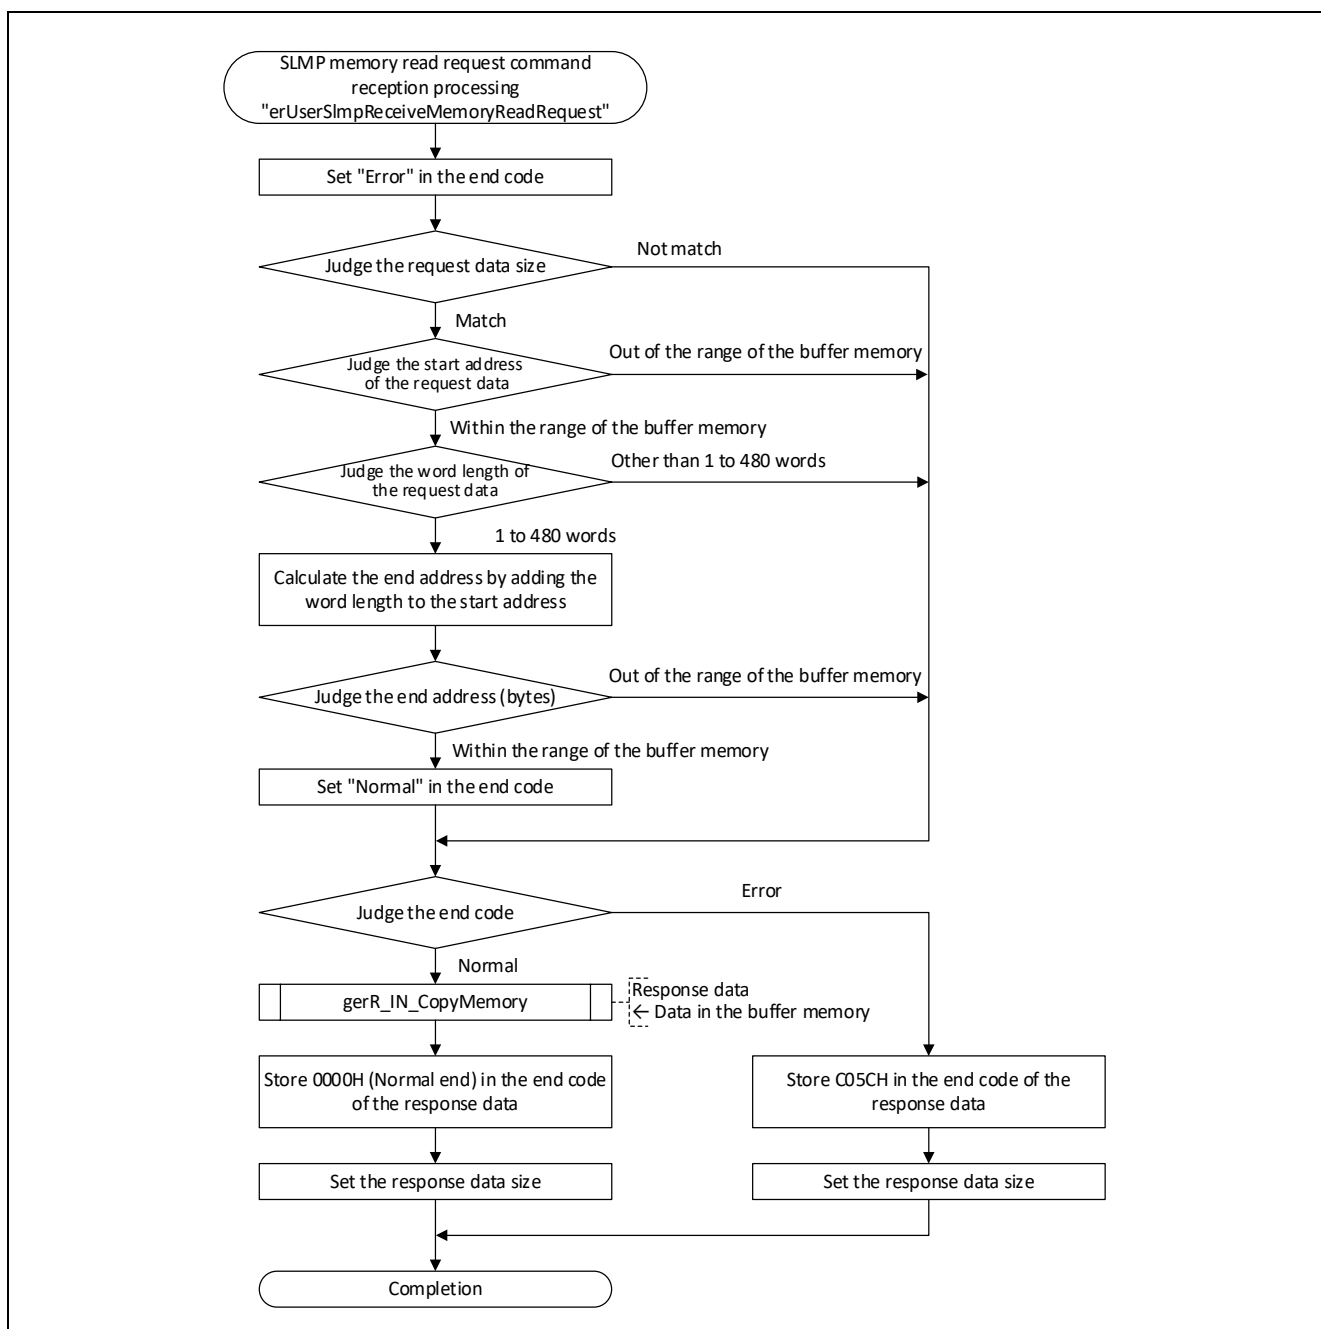 SLMP memory read request command
reception processing
"erUserSlmpReceiveMemoryReadRequest"
Set "Error" in the end code
Judge the request data size
Not match
Match
Judge the start address
of the request data
Out of the range of the buffer memory
Within the range of the buffer memory
Judge the word length of
the request data
Other than 1 to 480 words
1 to 480 words
Calculate the end address by adding the
word length to the start address
Judge the end address (bytes)
Out of the range of the buffer memory
Within the range of the buffer memory
Set "Normal" in the end code
Judge the end code
Error
Normal
gerR_IN_CopyMemory
Response data
← Data in the buffer memory
Store 0000H (Normal end) in the end code
of the response data
Store C05CH in the end code of the
response data
Set the response data size
Set the response data size
Completion